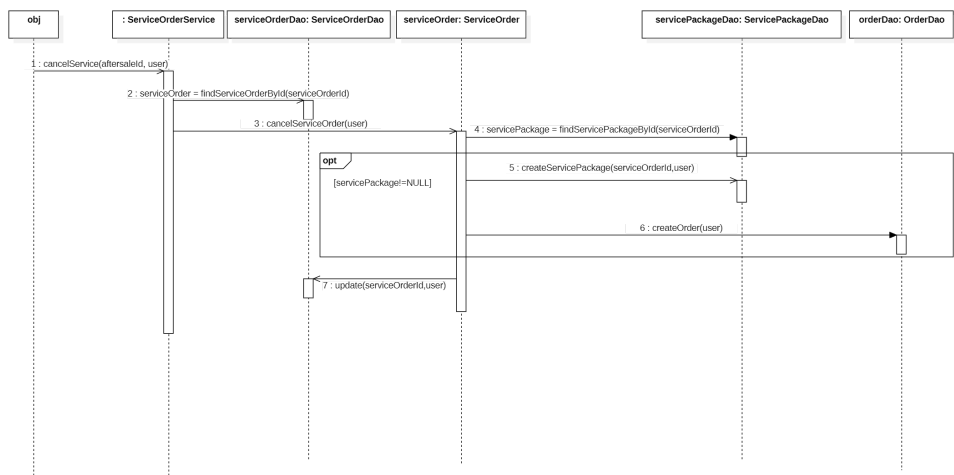 obj
: ServiceOrderService
serviceOrderDao: ServiceOrderDao
serviceOrder: ServiceOrder
servicePackageDao: ServicePackageDao
orderDao: OrderDao
1 : cancelService(aftersaleId, user)
2 : serviceOrder = findServiceOrderById(serviceOrderId)
3 : cancelServiceOrder(user)
4 : servicePackage = findServicePackageById(serviceOrderId)
opt
5 : createServicePackage(serviceOrderId,user)
[servicePackage!=NULL]
6 : createOrder(user)
7 : update(serviceOrderId,user)